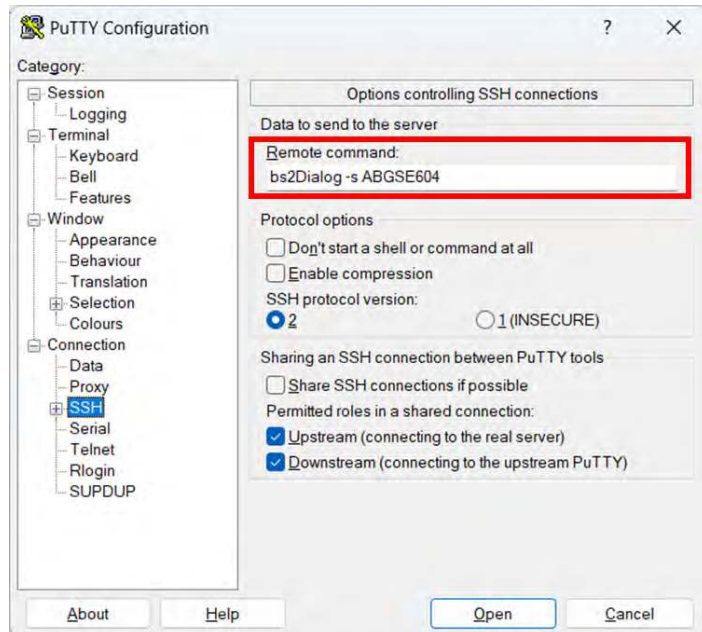 PuTTY Configuration ? ×
Category:
Session
Logging
Terminal
Keyboard
Bell
Features
Window
Appearance
Behaviour
Translation
Selection
Colours
Connection
Data
Proxy
SSH
Serial
Telnet
Rlogin
SUPDUP
Options controlling SSH connections
Data to send to the server
Remote command:
bs2Dialog -s ABGSE604
Protocol options
Don't start a shell or command at all
Enable compression
SSH protocol version:
2 1 (INSECURE)
Sharing an SSH connection between PuTTY tools
Share SSH connections if possible
Permitted roles in a shared connection:
Upstream (connecting to the real server)
Downstream (connecting to the upstream PuTTY)
About Help Open Cancel